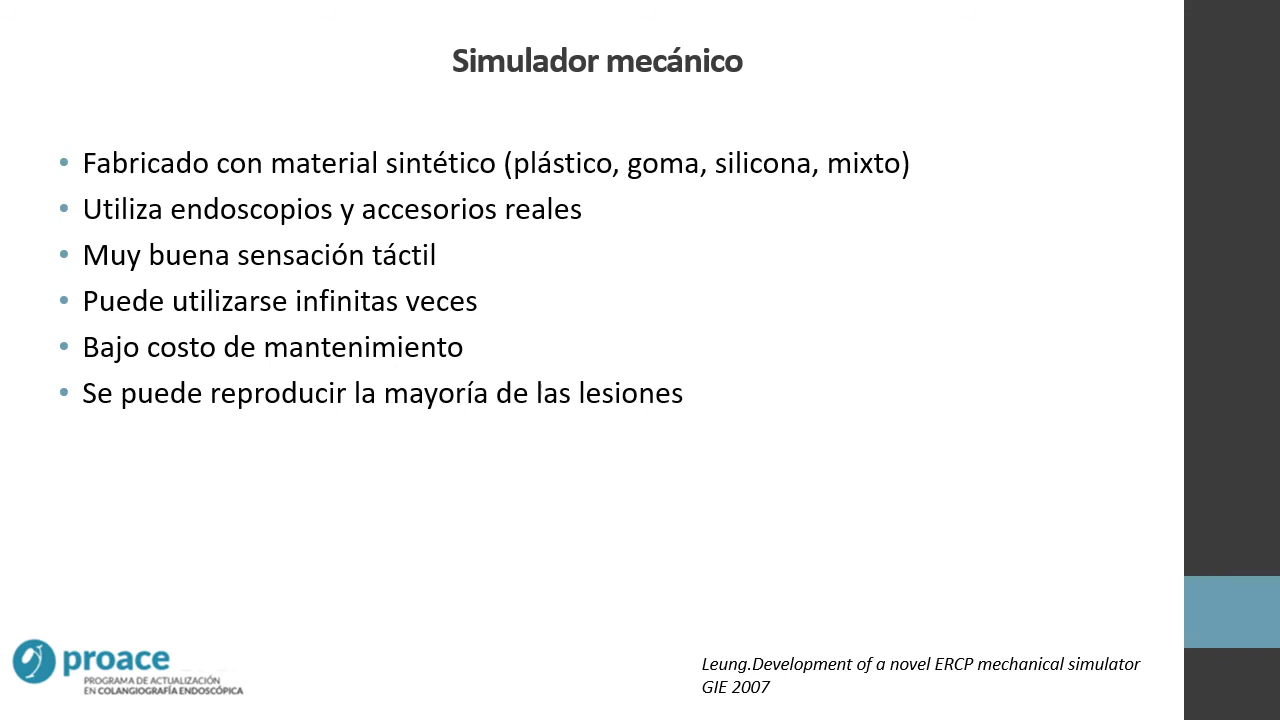 Simulador mecánico
• Fabricado con material sintético (plástico, goma, silicona, mixto)
• Utiliza endoscopios y accesorios reales
• Muy buena sensación táctil
• Puede utilizarse infinitas veces
• Bajo costo de mantenimiento
• Se puede reproducir la mayoría de las lesiones
proace
PROGRAMA DE ACTUALIZACIÓN
EN COLANGIOGRAFÍA ENDOSCÓPICA
Leung.Development of a novel ERCP mechanical simulator
GIE 2007